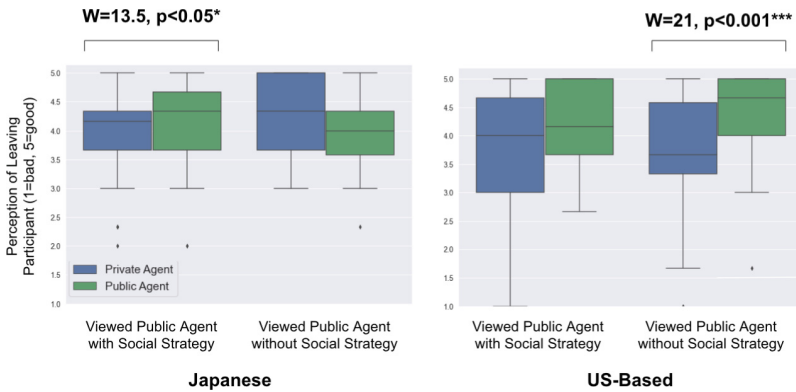 W=13.5, p<0.05*
W=21, p<0.001***
Perception of Leaving
Participant (1=bad, 5=good)
5.0
4.5
4.0
3.5
3.0
2.5
2.0
1.5
1.0
Private Agent
Public Agent
5.0
4.5
4.0
3.5
3.0
2.5
2.0
1.5
1.0
Viewed Public Agent
with Social Strategy
Viewed Public Agent
without Social Strategy
Viewed Public Agent
with Social Strategy
Viewed Public Agent
without Social Strategy
Japanese
US-Based